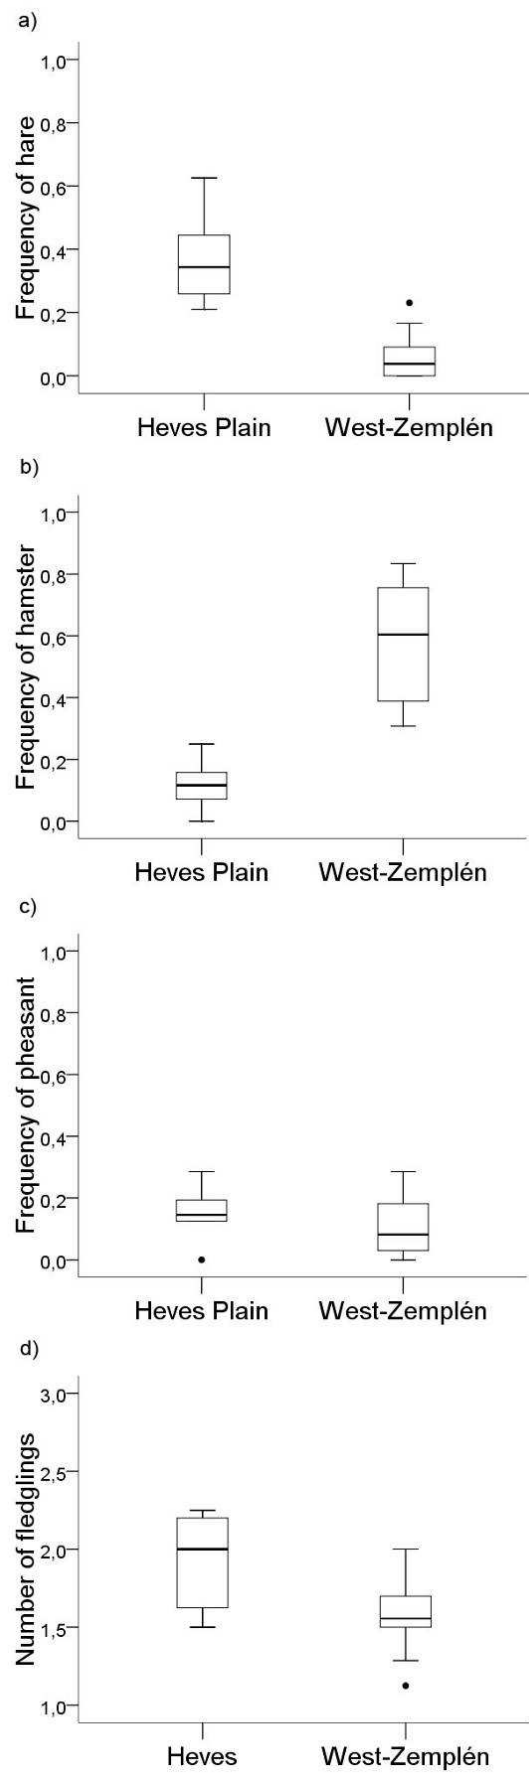 a)
Frequency of hare
1,0
0,8
0,6
0,4
0,2
0,0
Heves Plain West-Zemplén
b)
Frequency of hamster
1,0
0,8
0,6
0,4
0,2
0,0
Heves Plain West-Zemplén
c)
Frequency of pheasant
1,0
0,8
0,6
0,4
0,2
0,0
Heves Plain West-Zemplén
d)
Number of fledglings
3,0
2,5
2,0
1,5
1,0
Heves West-Zemplén